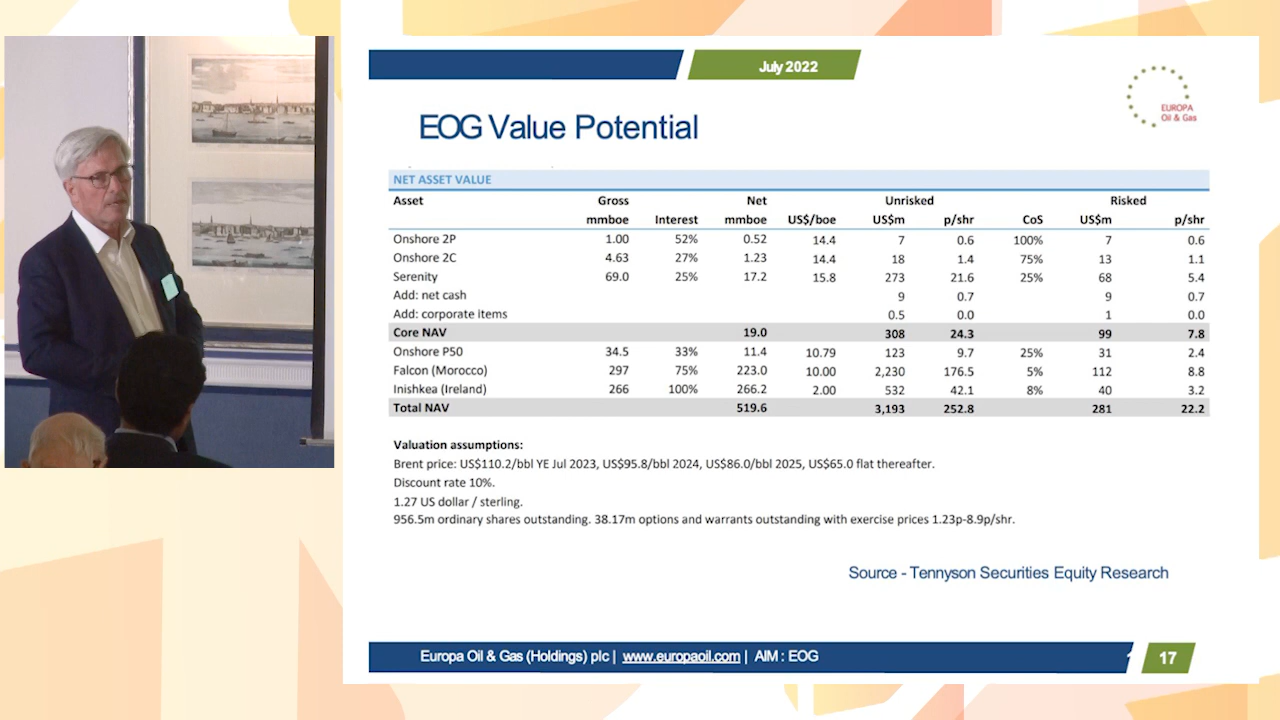 July 2022
EUROPA
Oil & Gas
EOG Value Potential
NET ASSET VALUE
Asset Gross Net Unrisked Risked
mmboe Interest mmboe US$/boe US$m p/shr CoS US$m p/shr
Onshore 2P 1.00 52% 0.52 14.4 7 0.6 100% 7 0.6
Onshore 2C 4.63 27% 1.23 14.4 18 1.4 75% 13 1.1
Serenity 69.0 25% 17.2 15.8 273 21.6 25% 68 5.4
Add: net cash 9 0.7 9 0.7
Add: corporate items 0.5 0.0 1 0.0
Core NAV 19.0 308 24.3 99 7.8
Onshore P50 34.5 33% 11.4 10.79 123 9.7 25% 31 2.4
Falcon (Morocco) 297 75% 223.0 10.00 2,230 176.5 5% 112 8.8
Inishkea (Ireland) 266 100% 266.2 2.00 532 42.1 8% 40 3.2
Total NAV 519.6 3,193 252.8 281 22.2
Valuation assumptions:
Brent price: US$110.2/bbl YE Jul 2023, US$95.8/bbl 2024, US$86.0/bbl 2025, US$65.0 flat thereafter.
Discount rate 10%.
1.27 US dollar / sterling.
956.5m ordinary shares outstanding. 38.17m options and warrants outstanding with exercise prices 1.23p-8.9p/shr.
Source - Tennyson Securities Equity Research
Europa Oil & Gas (Holdings) plc | www.europaoil.com | AIM : EOG
17